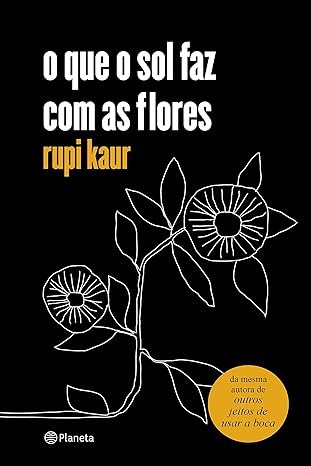 o que o sol faz
com as flores
rupi kaur
da mesma
autora de
outros
jeitos de
usar a boca
Planeta